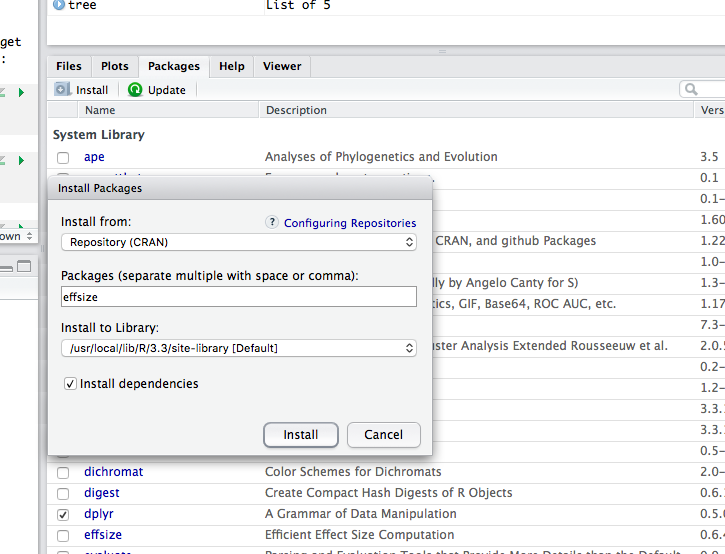 tree List of 5
get
:
Files Plots Packages Help Viewer
Install Update
Name Description Vers
System Library
ape Analyses of Phylogenetics and Evolution 3.5
0.1
Install Packages
0.1-
Install from: ? Configuring Repositories
1.60
Repository (CRAN) CRAN, and github Packages 1.22
1.0-
Packages (separate multiple with space or comma): lly by Angelo Canty for S) 1.3-
effsize tics, GIF, Base64, ROC AUC, etc. 1.17
Install to Library: 7.3-
/usr/local/lib/R/3.3/site-library [Default] uster Analysis Extended Rousseeuw et al. 2.0.5
0.2-
Install dependencies 1.2-
3.3.
Install Cancel 3.3.
0.5-
dichromat Color Schemes for Dichromats 2.0-
digest Create Compact Hash Digests of R Objects 0.6.
dplyr A Grammar of Data Manipulation 0.5.0
effsize Efficient Effect Size Computation 0.6.4
own